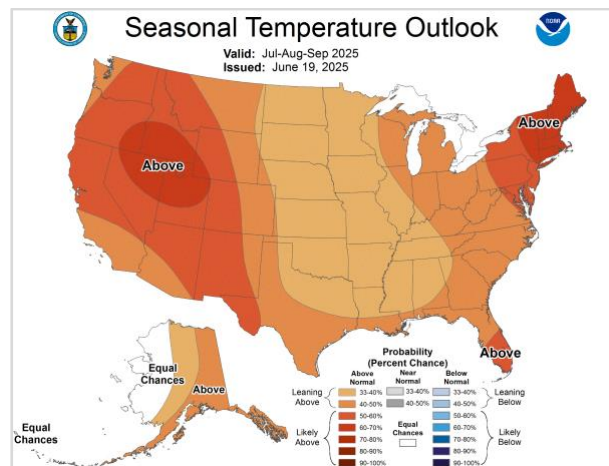 Seasonal Temperature Outlook
NOAA
Valid: Jul-Aug-Sep 2025
Issued: June 19, 2025
Above
Above
Above
Equal
Chances
Above
Equal
Chances
Probability
(Percent Chance)
Above
Normal
Near
Normal
Below
Normal
Leaning
Above
33-40%
40-50%
33-40%
40-50%
33-40%
40-50%
Leaning
Below
Likely
Above
50-60%
60-70%
70-80%
80-90%
90-100%
Equal
Chances
50-60%
60-70%
70-80%
80-90%
90-100%
Likely
Below